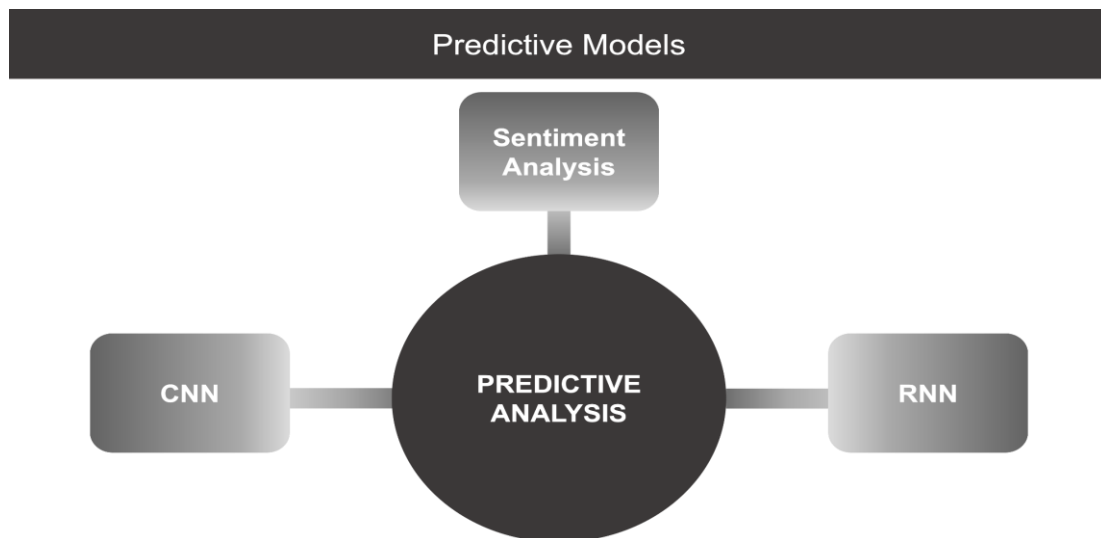 Predictive Models
Sentiment
Analysis
CNN
PREDICTIVE
ANALYSIS
RNN